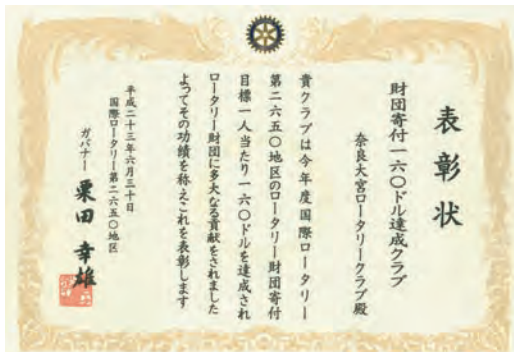 表彰状
財団寄付一六〇ドル達成クラブ
奈良大宮ロータリークラブ殿
貴クラブは今年度国際ロータリー
第二六五〇地区のロータリー財団寄付
目標一人当たり一六〇ドルを達成され
ロータリー財団に多大なる貢献をされました
よってその功績を称えこれを表彰します
平成二十三年六月三十日
国際ロータリー第二六五〇地区
ガバナー 栗田幸雄